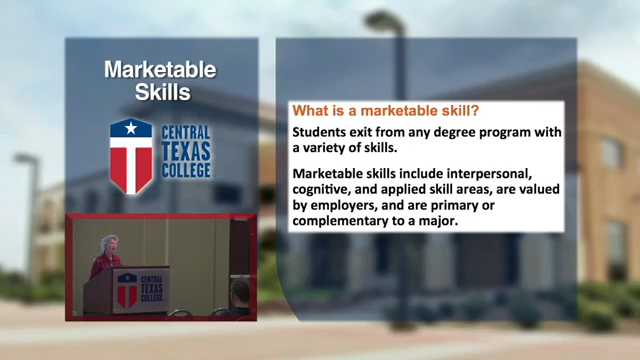 Marketable
Skills
CENTRAL
TEXAS
COLLEGE
What is a marketable skill?
Students exit from any degree program with
a variety of skills.
Marketable skills include interpersonal,
cognitive, and applied skill areas, are valued
by employers, and are primary or
complementary to a major.
CENTRAL
TEXAS
COLLEGE